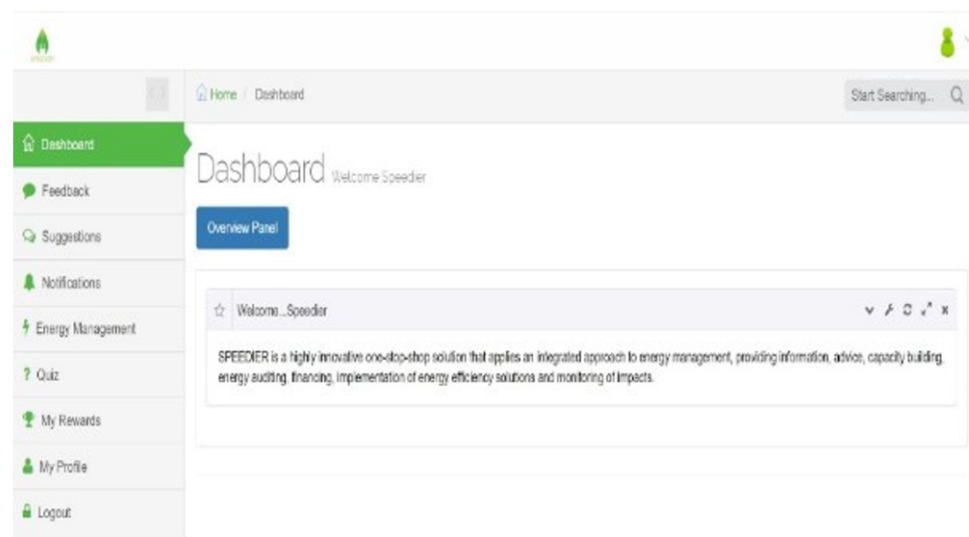 Home / Dashboard
Start Searching...
Dashboard
Feedback
Suggestions
Notifications
Energy Management
Quiz
My Rewards
My Profile
Logout
Dashboard Welcome Speedier
Overview Panel
Welcome...Speedier
SPEEDIER is a highly innovative one-stop-shop solution that applies an integrated approach to energy management, providing information, advice, capacity building,
energy auditing, financing, implementation of energy efficiency solutions and monitoring of impacts.